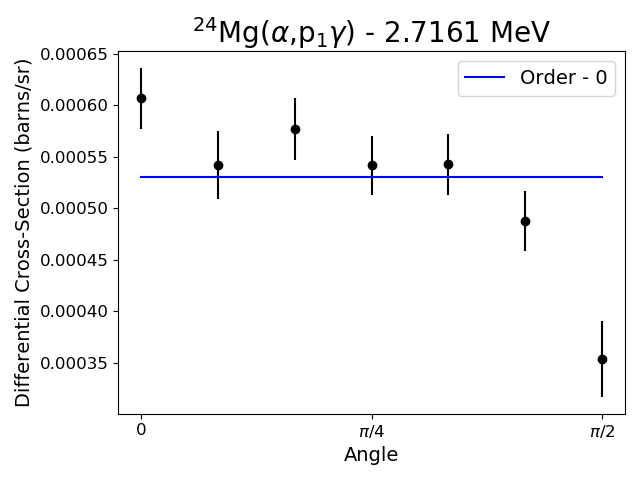 ²⁴Mg(α,p₁γ) - 2.7161 MeV
Order - 0
Differential Cross-Section (barns/sr)
0.00065
0.00060
0.00055
0.00050
0.00045
0.00040
0.00035
0 π/4 π/2
Angle